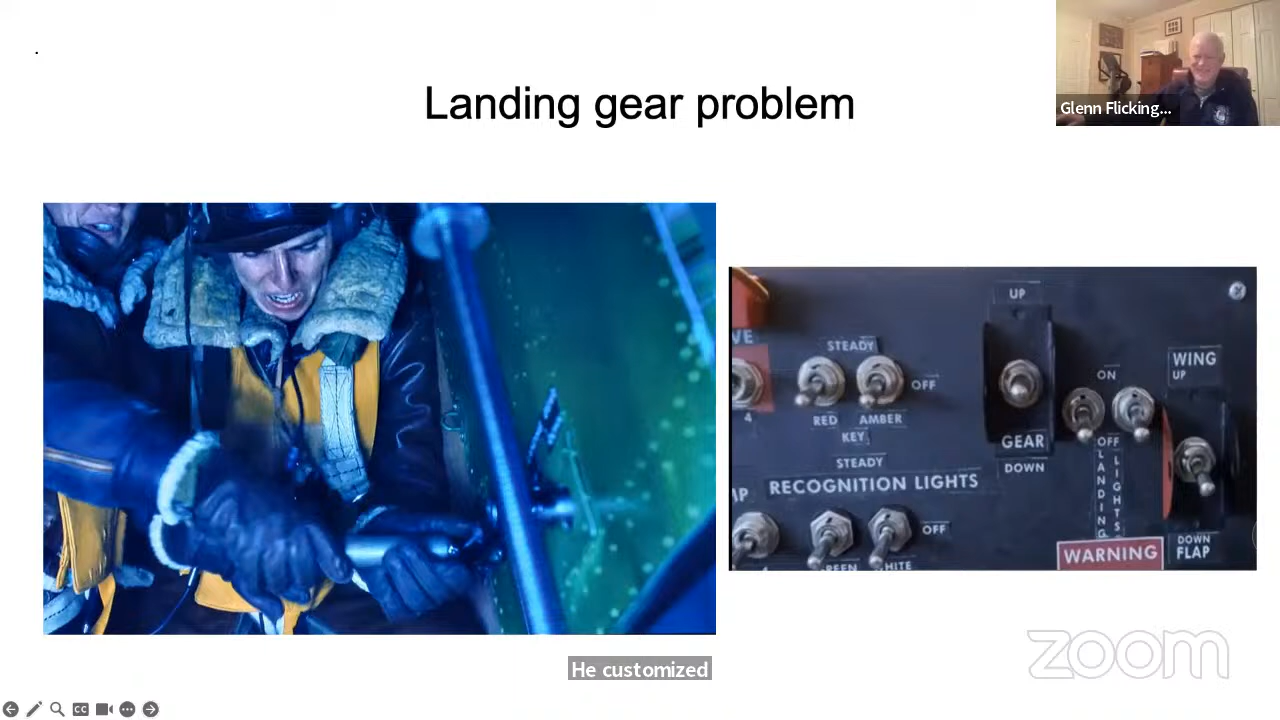 .
Landing gear problem
Glenn Flicking...
UP
VE
STEADY
OFF
ON
WING
UP
4
RED AMBER
KEY
GEAR
DOWN
OFF
LANDING
LIGHTS
STEADY
RECOGNITION LIGHTS
OFF
DOWN
FLAP
WARNING
He customized
zoom